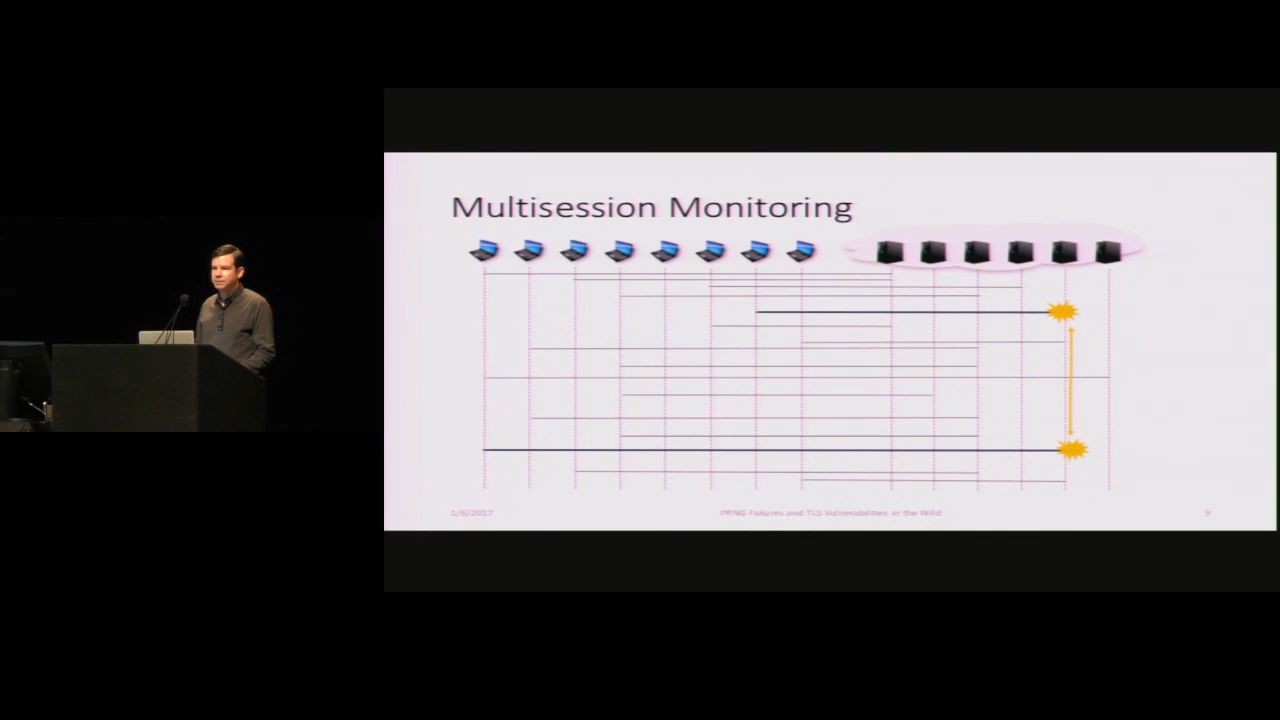 Multisession Monitoring
1/6/2017
PRNG Failures and TLS Vulnerabilities in the Wild
9